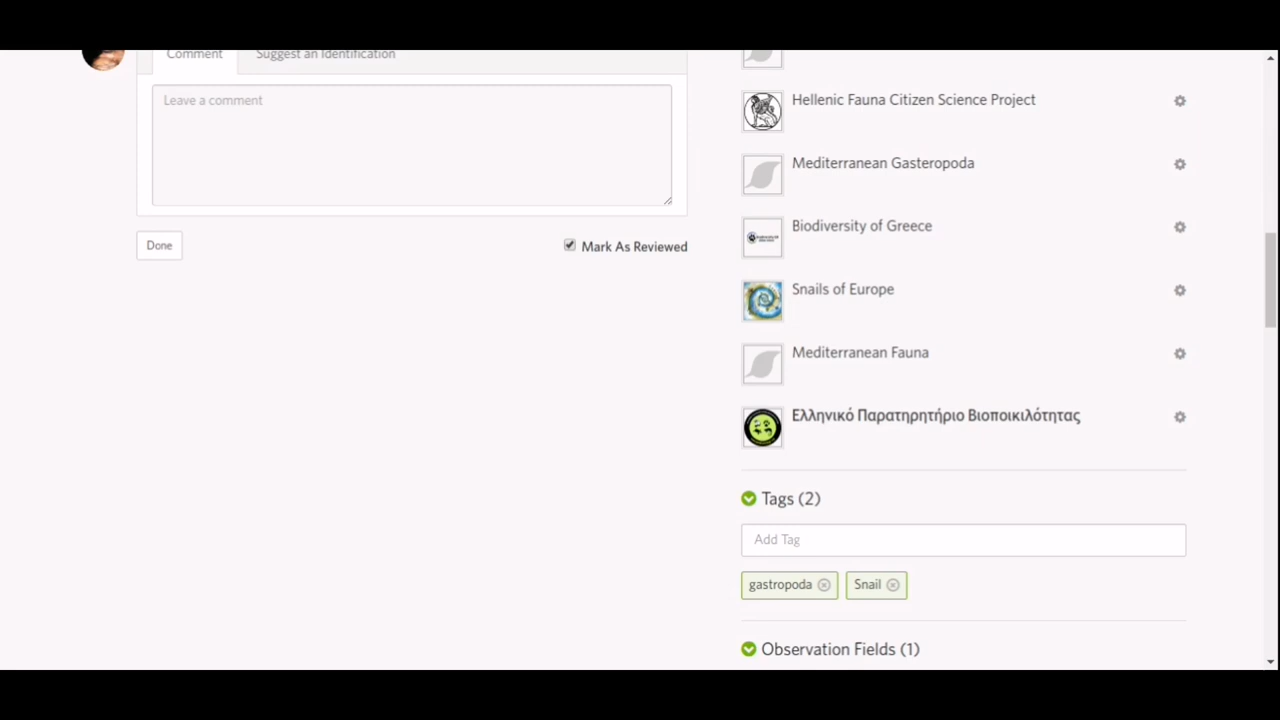 Comment
Suggest an Identification
Leave a comment
Done
Mark As Reviewed
Hellenic Fauna Citizen Science Project
Mediterranean Gasteropoda
Biodiversity of Greece
Snails of Europe
Mediterranean Fauna
Ελληνικό Παρατηρητήριο Βιοποικιλότητας
Tags (2)
Add Tag
gastropoda
Snail
Observation Fields (1)